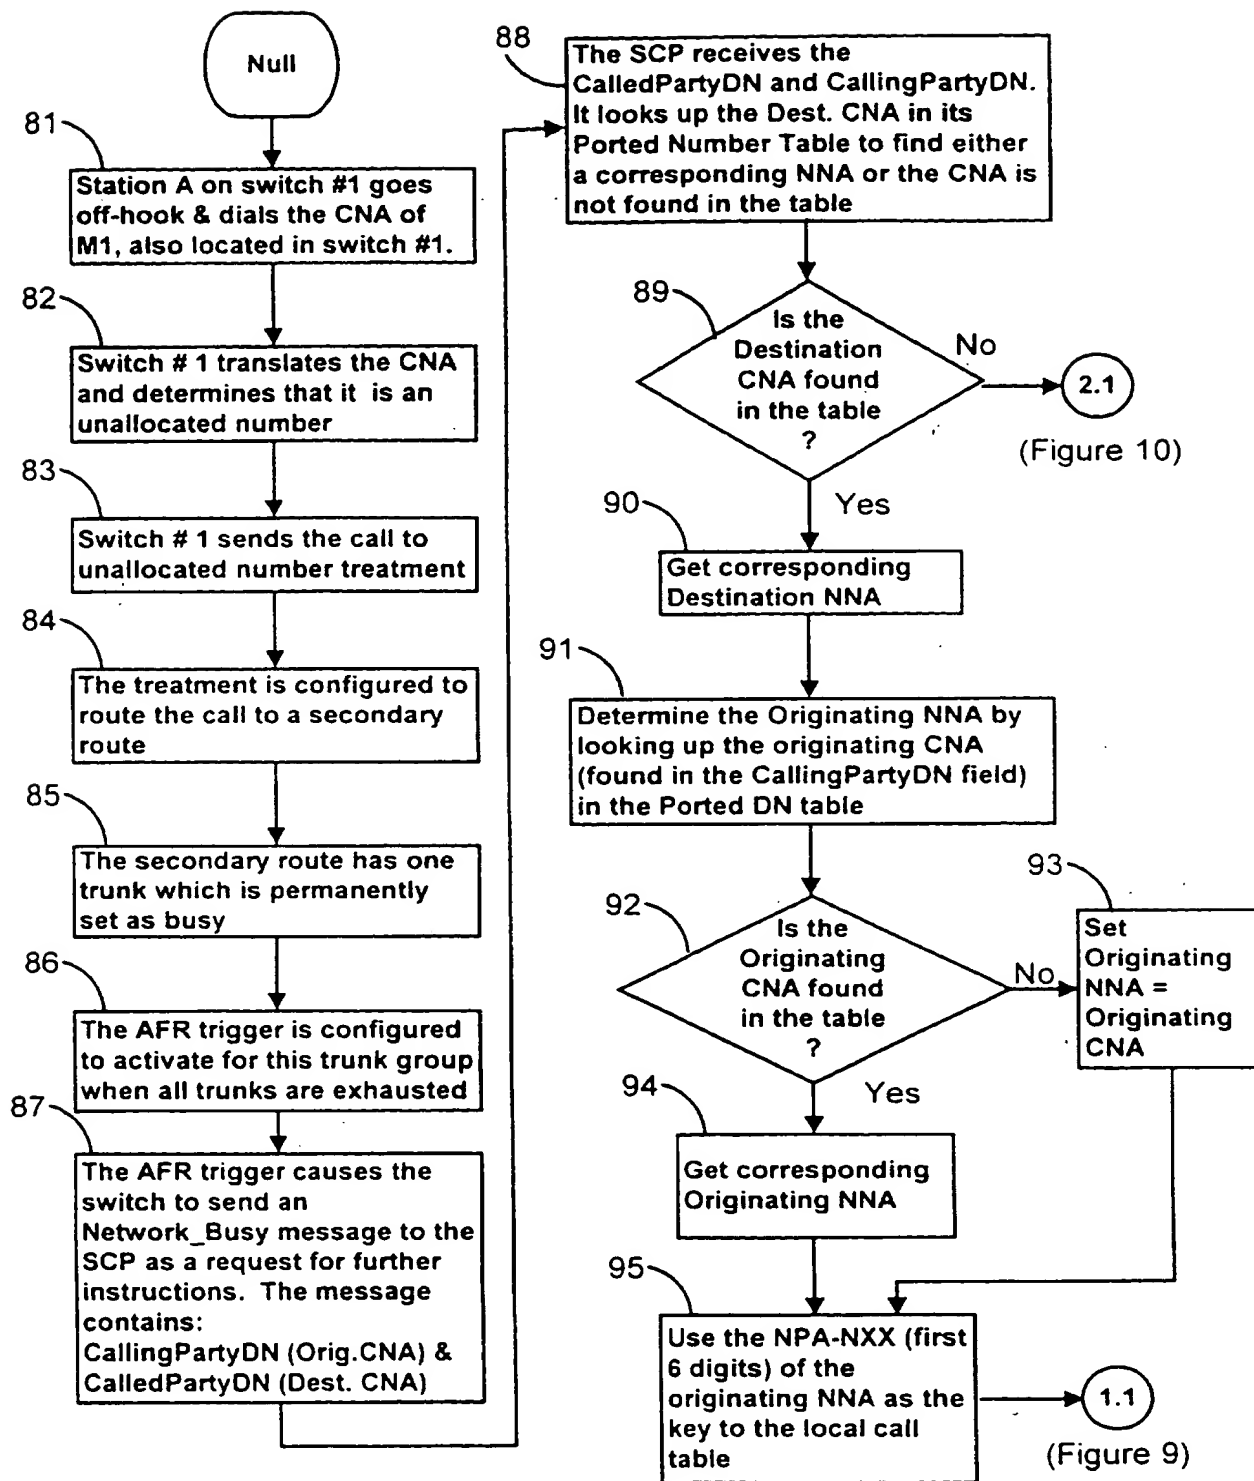 Null
81
Station A on switch #1 goes
off-hook & dials the CNA of
M1, also located in switch #1.
82
Switch # 1 translates the CNA
and determines that it is an
unallocated number
83
Switch # 1 sends the call to
unallocated number treatment
84
The treatment is configured to
route the call to a secondary
route
85
The secondary route has one
trunk which is permanently
set as busy
86
The AFR trigger is configured
to activate for this trunk group
when all trunks are exhausted
87
The AFR trigger causes the
switch to send an
Network_Busy message to the
SCP as a request for further
instructions. The message
contains:
CallingPartyDN (Orig.CNA) &
CalledPartyDN (Dest. CNA)
88
The SCP receives the
CalledPartyDN and CallingPartyDN.
It looks up the Dest. CNA in its
Ported Number Table to find either
a corresponding NNA or the CNA is
not found in the table
89
Is the
Destination
CNA found
in the table
?
No
2.1
(Figure 10)
Yes
90
Get corresponding
Destination NNA
91
Determine the Originating NNA by
looking up the originating CNA
(found in the CallingPartyDN field)
in the Ported DN table
92
Is the
Originating
CNA found
in the table
?
No
93
Set
Originating
NNA =
Originating
CNA
Yes
94
Get corresponding
Originating NNA
95
Use the NPA-NXX (first
6 digits) of the
originating NNA as the
key to the local call
table
1.1
(Figure 9)